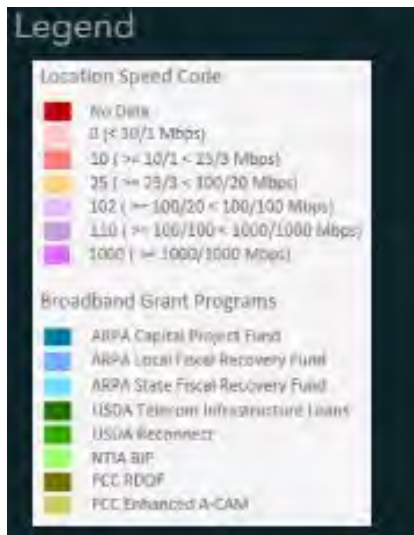 Legend
Location Speed Code
No Data
0 (< 10/1 Mbps)
10 ( >= 10/1 < 25/3 Mbps)
25 ( >= 25/3 < 100/20 Mbps)
102 ( >= 100/20 < 100/100 Mbps)
110 ( >= 100/100 < 1000/1000 Mbps)
1000 ( >= 1000/1000 Mbps)
Broadband Grant Programs
ARPA Capital Project Fund
ARPA Local Fiscal Recovery Fund
ARPA State Fiscal Recovery Fund
USDA Telecom Infrastructure Loans
USDA Reconnect
NTIA BIP
FCC RDOF
FCC Enhanced A-CAM